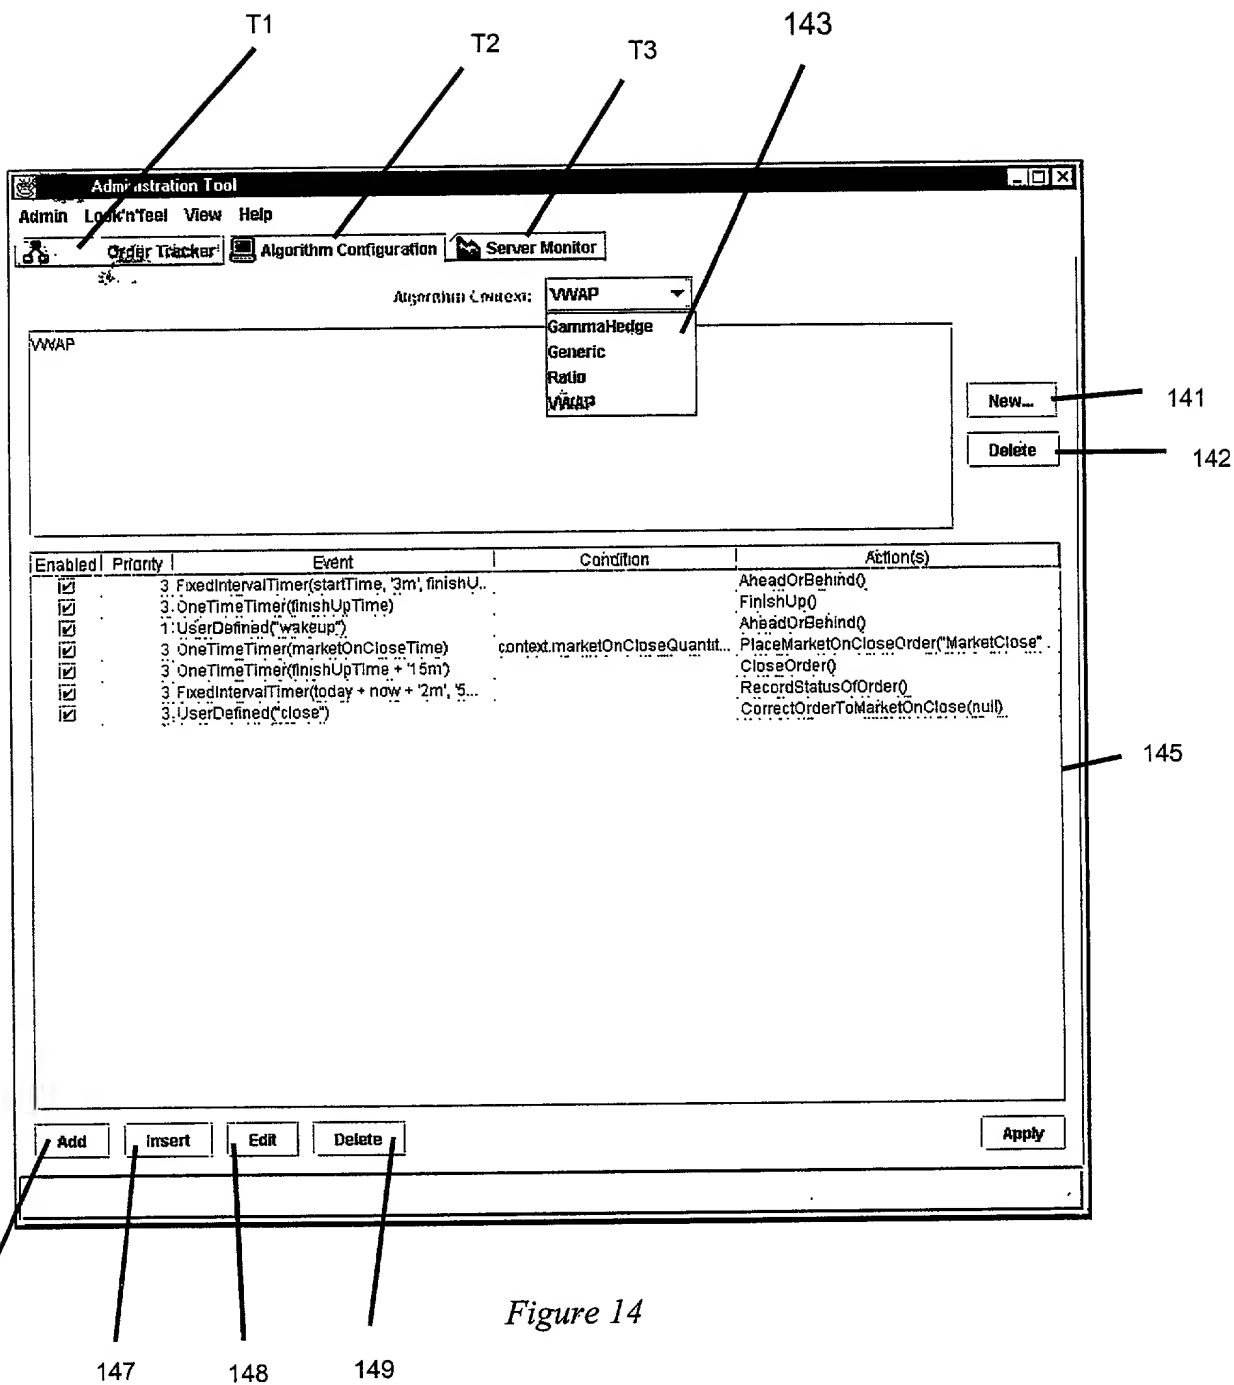 T1
T2
T3
143
Administration Tool
Admin Look'n'feel View Help
Order Tracker Algorithm Configuration Server Monitor
Algorithm Context: VWAP
GammaHedge
Generic
Ratio
VWAP
VWAP
New...
141
Delete
142
Enabled Priority Event Condition Action(s)
3 FixedIntervalTimer(startTime, '3m', finishU... AheadOrBehind()
3 OneTimeTimer(finishUpTime) FinishUp()
1 UserDefined("wakeup") AheadOrBehind()
3 OneTimeTimer(marketOnCloseTime) context.marketOnCloseQuantit... PlaceMarketOnCloseOrder("MarketClose" .
3 OneTimeTimer(finishUpTime + '15m') CloseOrder()
3 FixedIntervalTimer(today + now + '2m', '5... RecordStatusOfOrder()
3 UserDefined("close") CorrectOrderToMarketOnClose(null)
145
Add Insert Edit Delete Apply
Figure 14
147 148 149